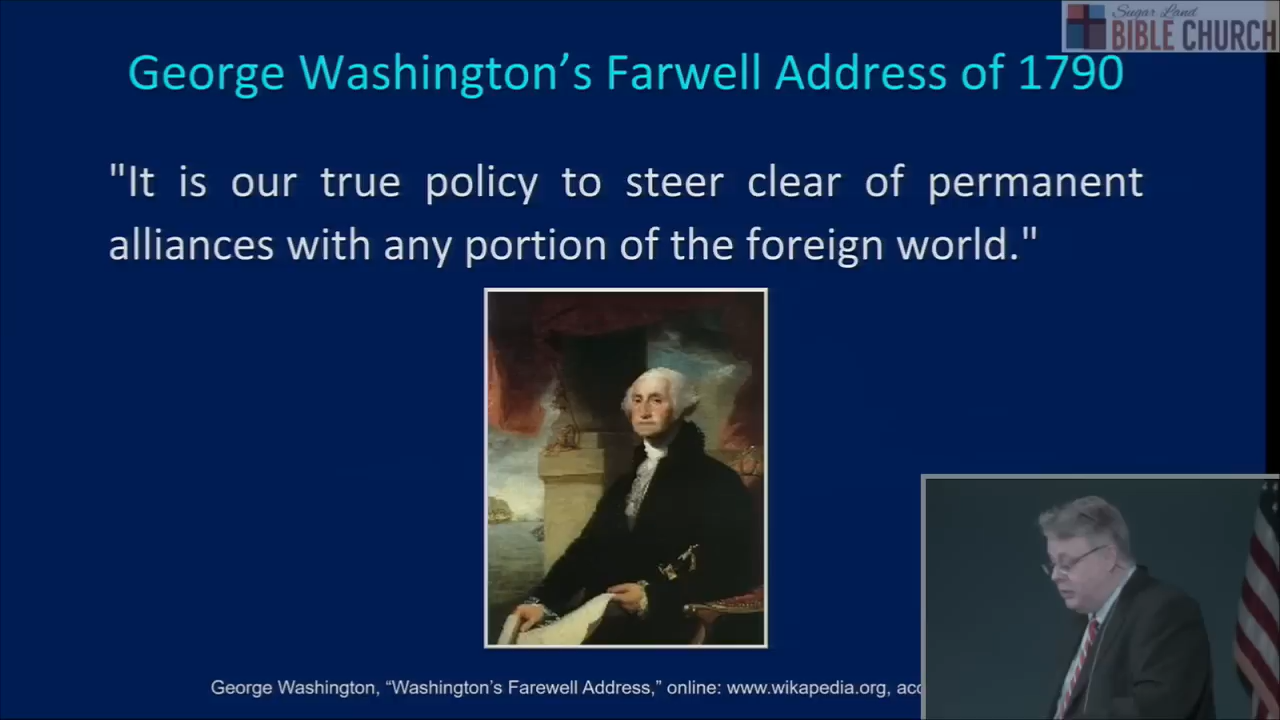 Sugar Land
BIBLE CHURCH
George Washington’s Farwell Address of 1790
"It is our true policy to steer clear of permanent
alliances with any portion of the foreign world."
George Washington, “Washington’s Farewell Address,” online: www.wikapedia.org,